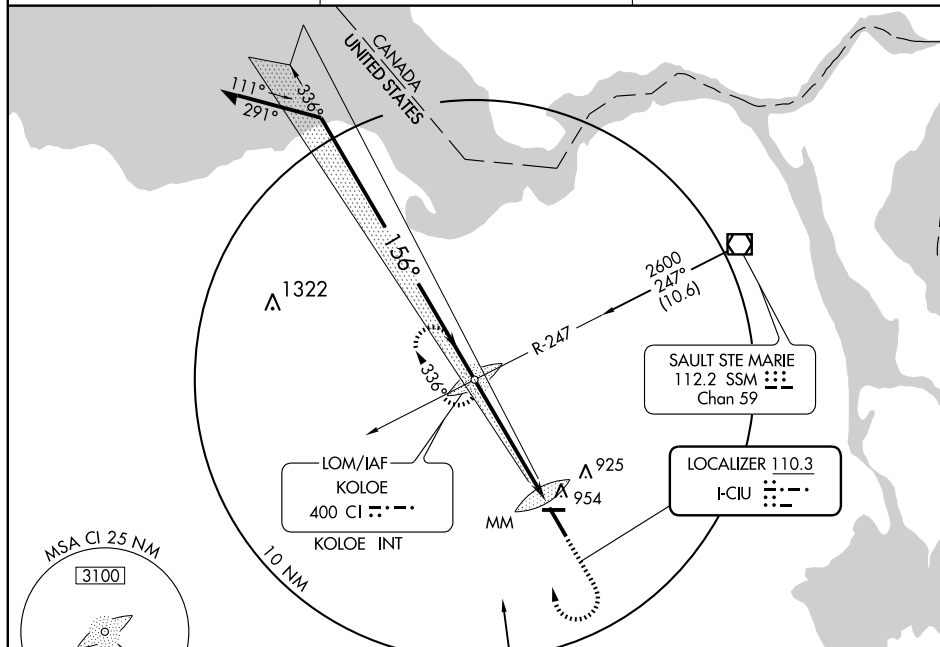 CANADA
UNITED STATES
111°
291°
336°
156°
1322
2600
247°
(10.6)
R-247
336°
SAULT STE MARIE
112.2 SSM
Chan 59
LOM/IAF
KOLOE
400 CI
KOLOE INT
925
954
MM
LOCALIZER 110.3
I-CIU
10 NM
MSA CI 25 NM
3100